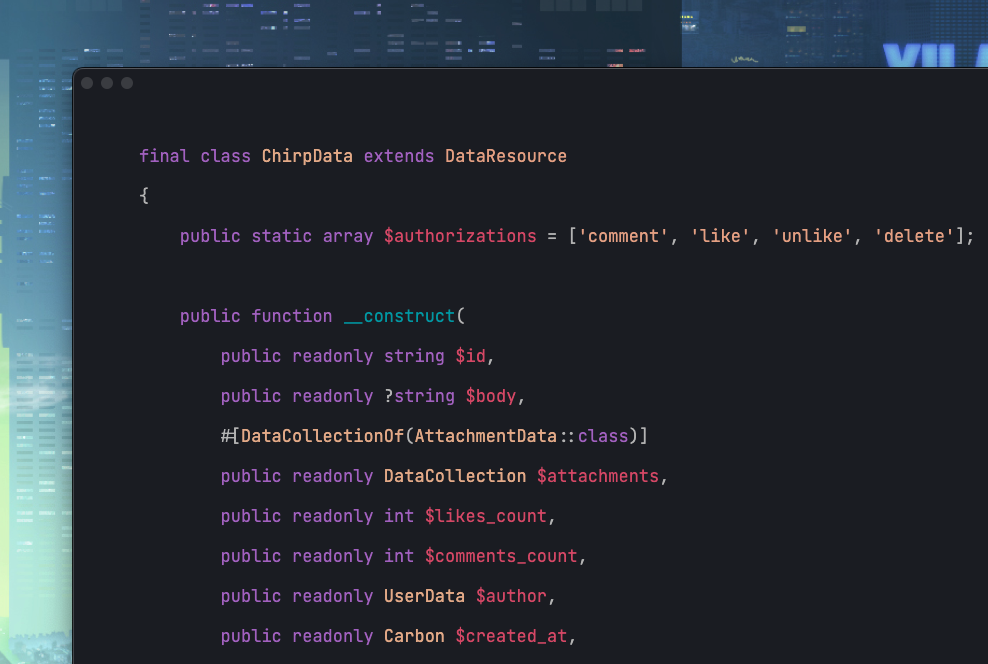 final class ChirpData extends DataResource
{
public static array $authorizations = ['comment', 'like', 'unlike', 'delete'];
public function __construct(
public readonly string $id,
public readonly ?string $body,
#[DataCollectionOf(AttachmentData::class)]
public readonly DataCollection $attachments,
public readonly int $likes_count,
public readonly int $comments_count,
public readonly UserData $author,
public readonly Carbon $created_at,